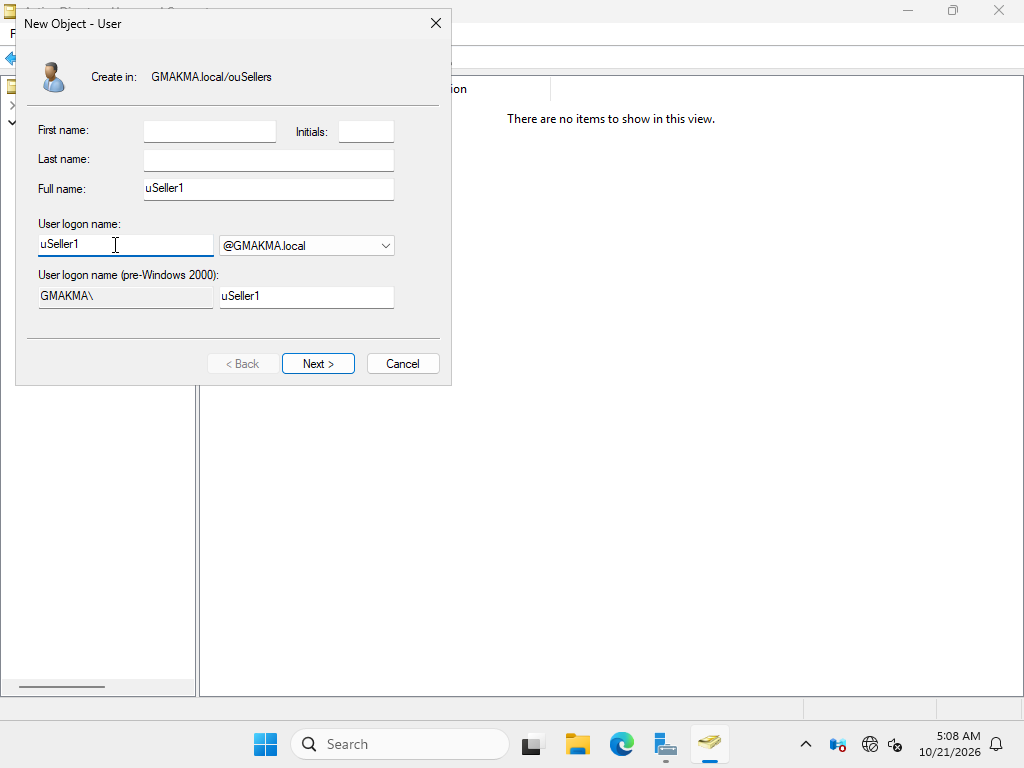 New Object - User
Create in: GMAKMA.local/ouSellers
ion
There are no items to show in this view.
First name:
Initials:
Last name:
Full name: uSeller1
User logon name:
uSeller1 @GMAKMA.local
User logon name (pre-Windows 2000):
GMAKMA\ uSeller1
< Back Next > Cancel
Search
5:08 AM
10/21/2026